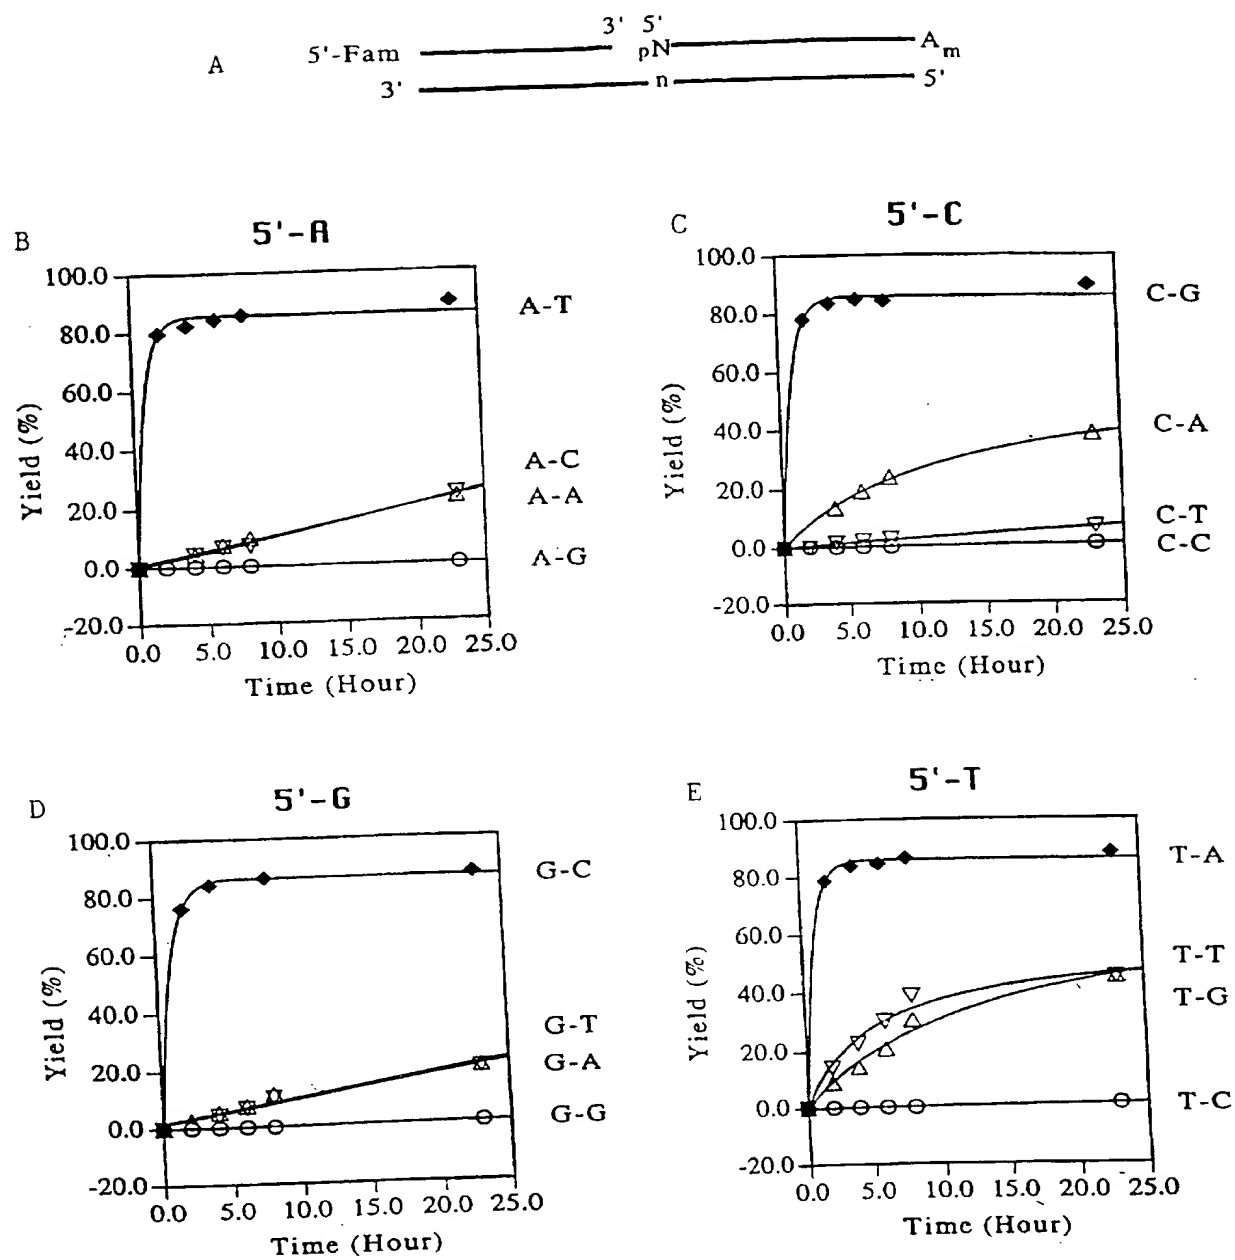 A
5'-Fam
3' 5'
pN
A_m
3'
n
5'
B
5'-A
100.0
80.0
60.0
40.0
20.0
0.0
-20.0
Yield (%)
0.0 5.0 10.0 15.0 20.0 25.0
Time (Hour)
A-T
A-C
A-A
A-G
C
5'-C
100.0
80.0
60.0
40.0
20.0
0.0
-20.0
Yield (%)
0.0 5.0 10.0 15.0 20.0 25.0
Time (Hour)
C-G
C-A
C-T
C-C
D
5'-G
100.0
80.0
60.0
40.0
20.0
0.0
-20.0
Yield (%)
0.0 5.0 10.0 15.0 20.0 25.0
Time (Hour)
G-C
G-T
G-A
G-G
E
5'-T
100.0
80.0
60.0
40.0
20.0
0.0
-20.0
Yield (%)
0.0 5.0 10.0 15.0 20.0 25.0
Time (Hour)
T-A
T-T
T-G
T-C